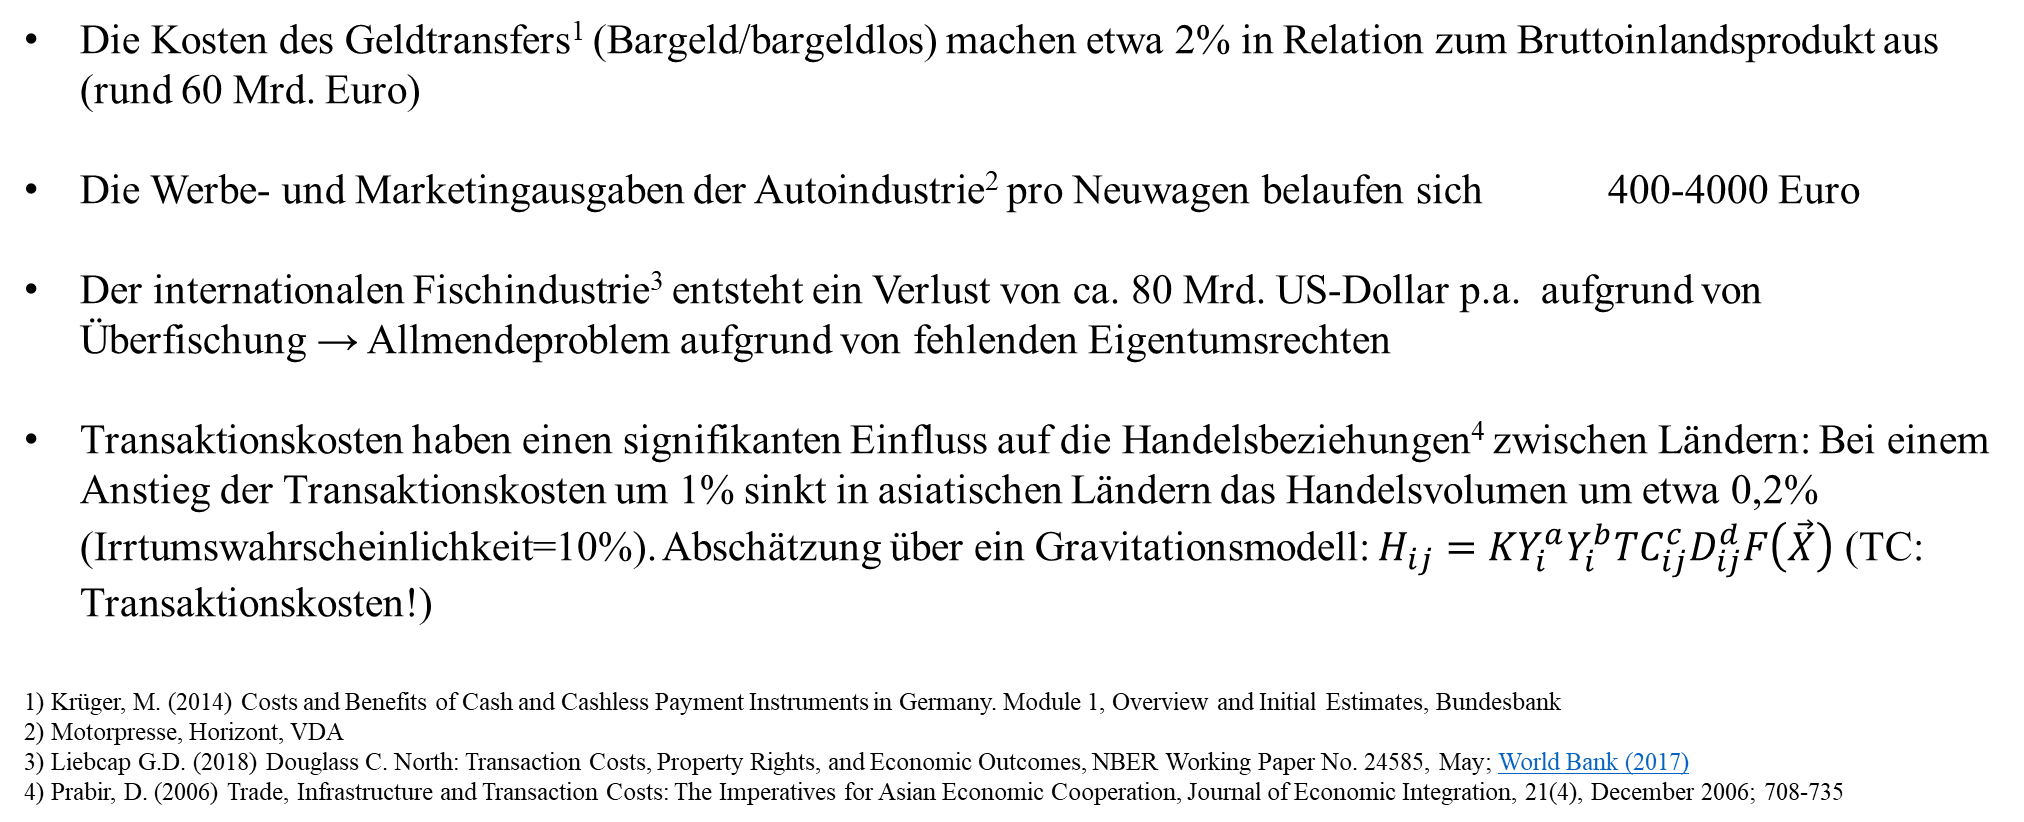 • Die Kosten des Geldtransfers¹ (Bargeld/bargeldlos) machen etwa 2% in Relation zum Bruttoinlandsprodukt aus
(rund 60 Mrd. Euro)
• Die Werbe- und Marketingausgaben der Autoindustrie² pro Neuwagen belaufen sich 400-4000 Euro
• Der internationalen Fischindustrie³ entsteht ein Verlust von ca. 80 Mrd. US-Dollar p.a. aufgrund von
Überfischung → Allmendeproblem aufgrund von fehlenden Eigentumsrechten
• Transaktionskosten haben einen signifikanten Einfluss auf die Handelsbeziehungen⁴ zwischen Ländern: Bei einem
Anstieg der Transaktionskosten um 1% sinkt in asiatischen Ländern das Handelsvolumen um etwa 0,2%
(Irrtumswahrscheinlichkeit=10%). Abschätzung über ein Gravitationsmodell: $H_{ij} = KY_i^a Y_i^b TC_{ij}^c D_{ij}^d F(\vec{X})$ (TC:
Transaktionskosten!)
1) Krüger, M. (2014) Costs and Benefits of Cash and Cashless Payment Instruments in Germany. Module 1, Overview and Initial Estimates, Bundesbank
2) Motorpresse, Horizont, VDA
3) Liebcap G.D. (2018) Douglass C. North: Transaction Costs, Property Rights, and Economic Outcomes, NBER Working Paper No. 24585, May; World Bank (2017)
4) Prabir, D. (2006) Trade, Infrastructure and Transaction Costs: The Imperatives for Asian Economic Cooperation, Journal of Economic Integration, 21(4), December 2006; 708-735